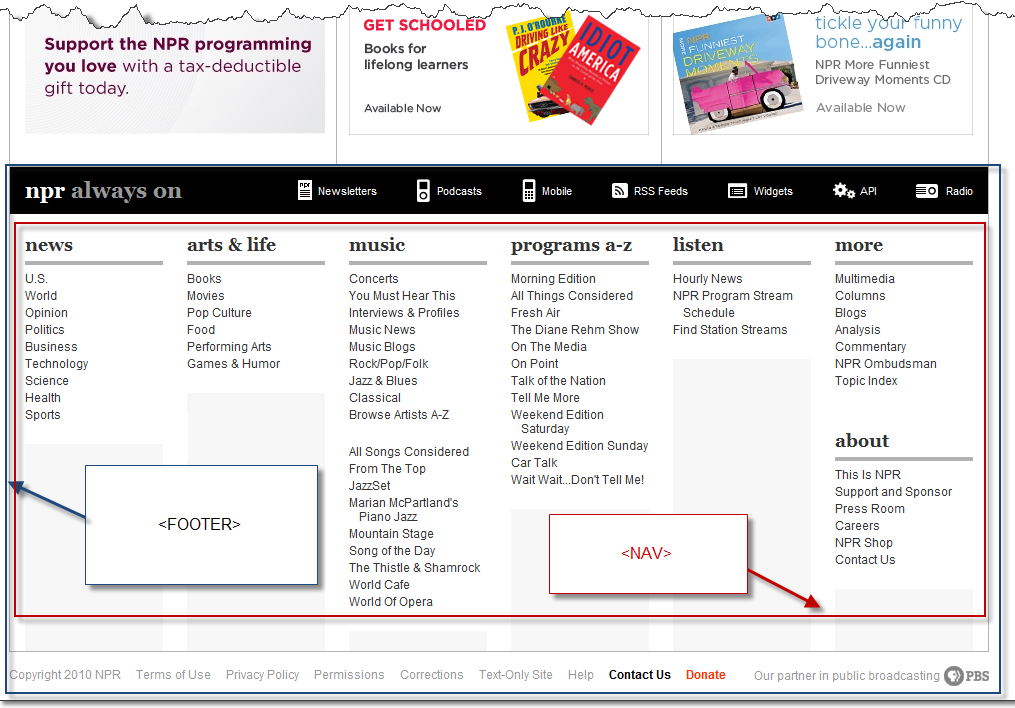 Support the NPR programming
you love with a tax-deductible
gift today.
GET SCHOOLED
Books for
lifelong learners
Available Now
P.J. O'ROURKE
DRIVING LIKE
CRAZY
IDIOT
AMERICA
NPR
FUNNIEST
DRIVEWAY
MOMENTS
tickle your funny
bone...again
NPR More Funniest
Driveway Moments CD
Available Now
npr always on
npr
Newsletters
Podcasts
Mobile
RSS Feeds
Widgets
API
Radio
news
U.S.
World
Opinion
Politics
Business
Technology
Science
Health
Sports
arts & life
Books
Movies
Pop Culture
Food
Performing Arts
Games & Humor
music
Concerts
You Must Hear This
Interviews & Profiles
Music News
Music Blogs
Rock/Pop/Folk
Jazz & Blues
Classical
Browse Artists A-Z
All Songs Considered
From The Top
JazzSet
Marian McPartland's
Piano Jazz
Mountain Stage
Song of the Day
The Thistle & Shamrock
World Cafe
World Of Opera
programs a-z
Morning Edition
All Things Considered
Fresh Air
The Diane Rehm Show
On The Media
On Point
Talk of the Nation
Tell Me More
Weekend Edition
Saturday
Weekend Edition Sunday
Car Talk
Wait Wait...Don't Tell Me!
listen
Hourly News
NPR Program Stream
Schedule
Find Station Streams
more
Multimedia
Columns
Blogs
Analysis
Commentary
NPR Ombudsman
Topic Index
about
This Is NPR
Support and Sponsor
Press Room
Careers
NPR Shop
Contact Us
<FOOTER>
<NAV>
Copyright 2010 NPR Terms of Use Privacy Policy Permissions Corrections Text-Only Site Help Contact Us Donate Our partner in public broadcasting PBS